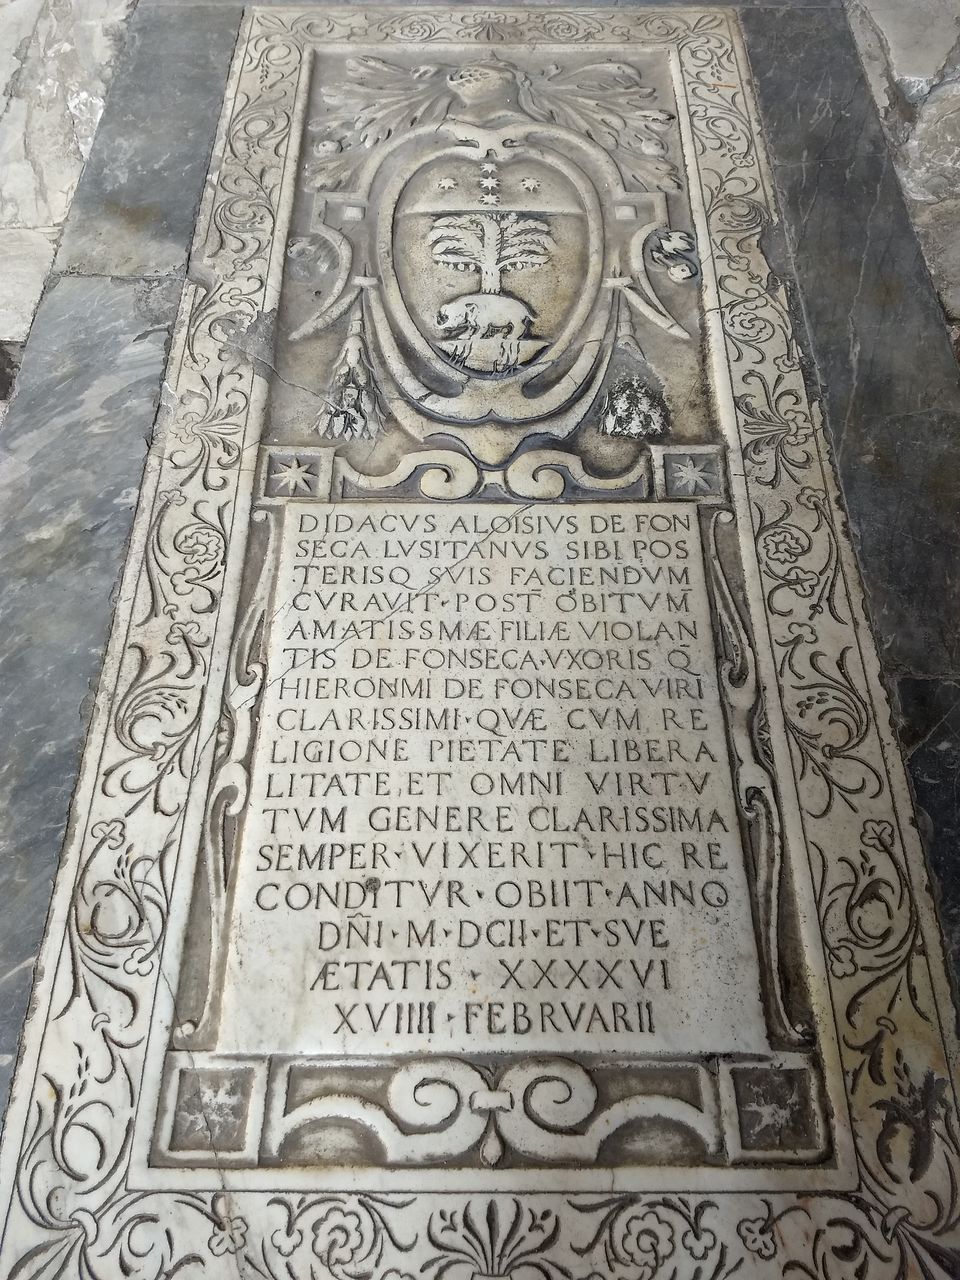 DIDACVS ALOISIVS DE FON
SECA LVSITANVS SIBI POS
TERISQ SVIS FACIENDVM̄
CVRAVIT·POST̄ OBITVM̄
AMATISSMÆ FILIÆ VIOLAN
TIS DE FONSECA·VXORIS Q̄
HIERONMI DE FONSECA VIRI
CLARISSIMI·QVÆ CVM RE
LIGIONE PIETATE LIBERA
LITATE·ET OMNI VIRTV
TVM GENERE CLARISSIMA
SEMPER·VIXERIT·HIC RE
CONDITVR·OBIIT·ANNO
DÑI·M·DCII·ET·SVE
ÆTATIS·XXXXVI
XVIIII·FEBRVARII